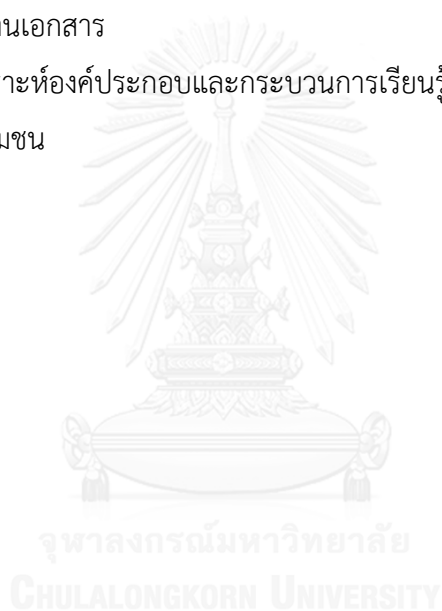 านเอกสาร
ราะห์องค์ประกอบและกระบวนการเรียนรู้
มชน
จุฬาลงกรณ์มหาวิทยาลัย
CHULALONGKORN UNIVERSITY